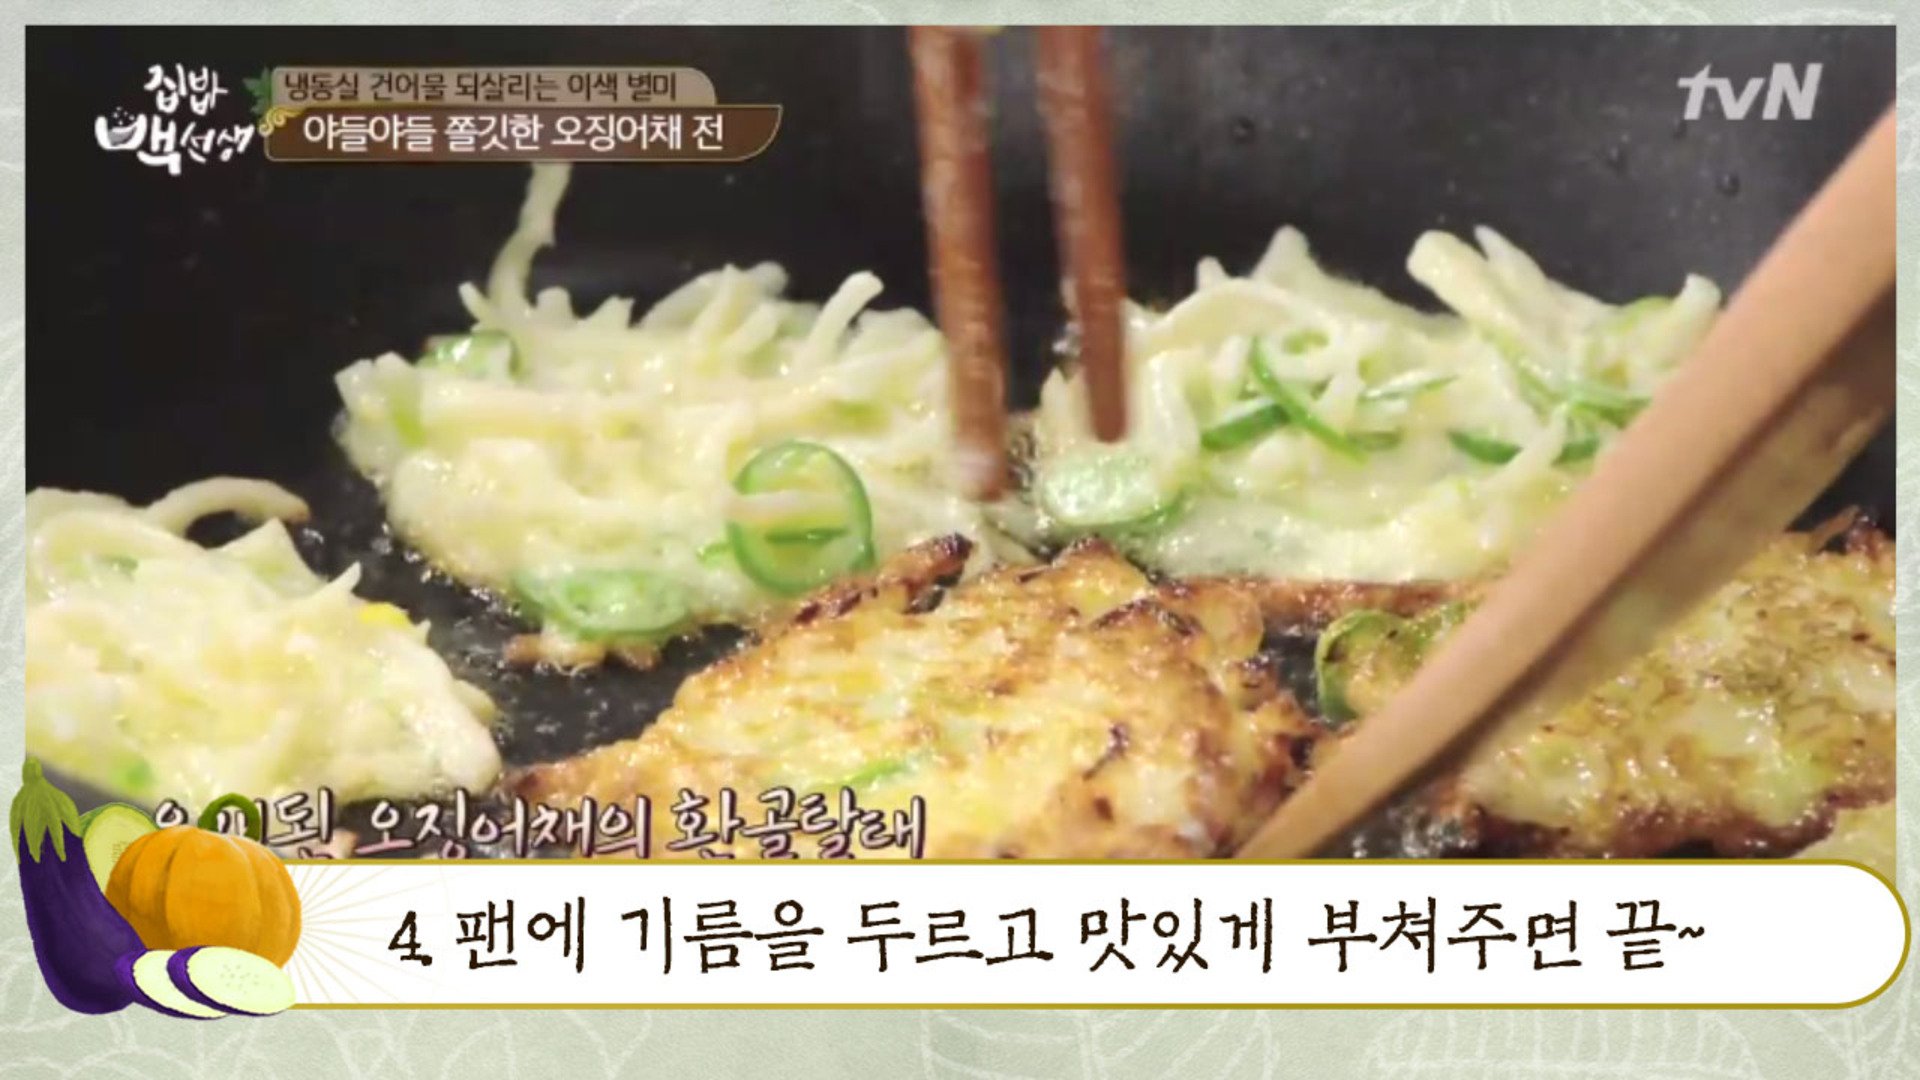 집밥
백선생
냉동실 건어물 되살리는 이색 별미
야들야들 쫄깃한 오징어채 전
tvN
오징어채의 환골탈태
4. 팬에 기름을 두르고 맛있게 부쳐주면 끝~